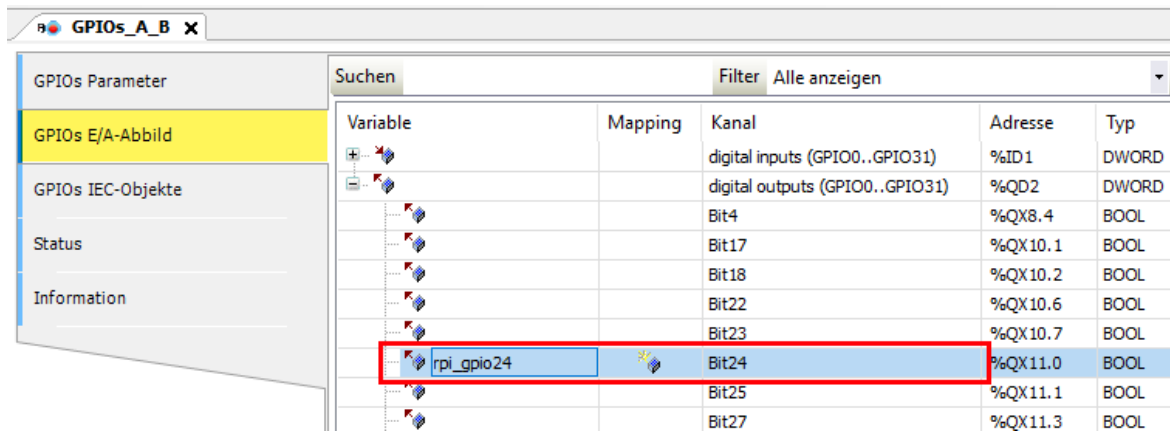 GPIOs_A_B X
GPIOs Parameter
GPIOs E/A-Abbild
GPIOs IEC-Objekte
Status
Information
Suchen Filter Alle anzeigen
Variable Mapping Kanal Adresse Typ
digital inputs (GPIO0..GPIO31) %ID1 DWORD
digital outputs (GPIO0..GPIO31) %QD2 DWORD
Bit4 %QX8.4 BOOL
Bit17 %QX10.1 BOOL
Bit18 %QX10.2 BOOL
Bit22 %QX10.6 BOOL
Bit23 %QX10.7 BOOL
rpi_gpio24 Bit24 %QX11.0 BOOL
Bit25 %QX11.1 BOOL
Bit27 %QX11.3 BOOL